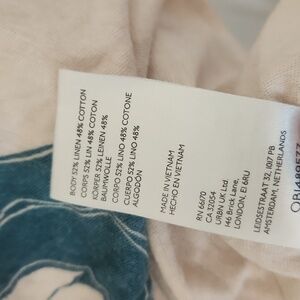 BODY 52% LINEN 48% COTTON
CORPS 52% LIN 48% COTON
KÖRPER 52% LEINEN 48%
BAUMWOLLE
CORPO 52% LINO 48% COTONE
CUERPO 52% LINO 48%
ALGODÓN
MADE IN VIETNAM
HECHO EN VIETNAM
RN 66670
CA 32054
URBN UK Ltd
146 Brick Lane,
LONDON, E1 6RU
LEIDSESTRAAT 32, 1017 PB
AMSTERDAM, NETHERLANDS